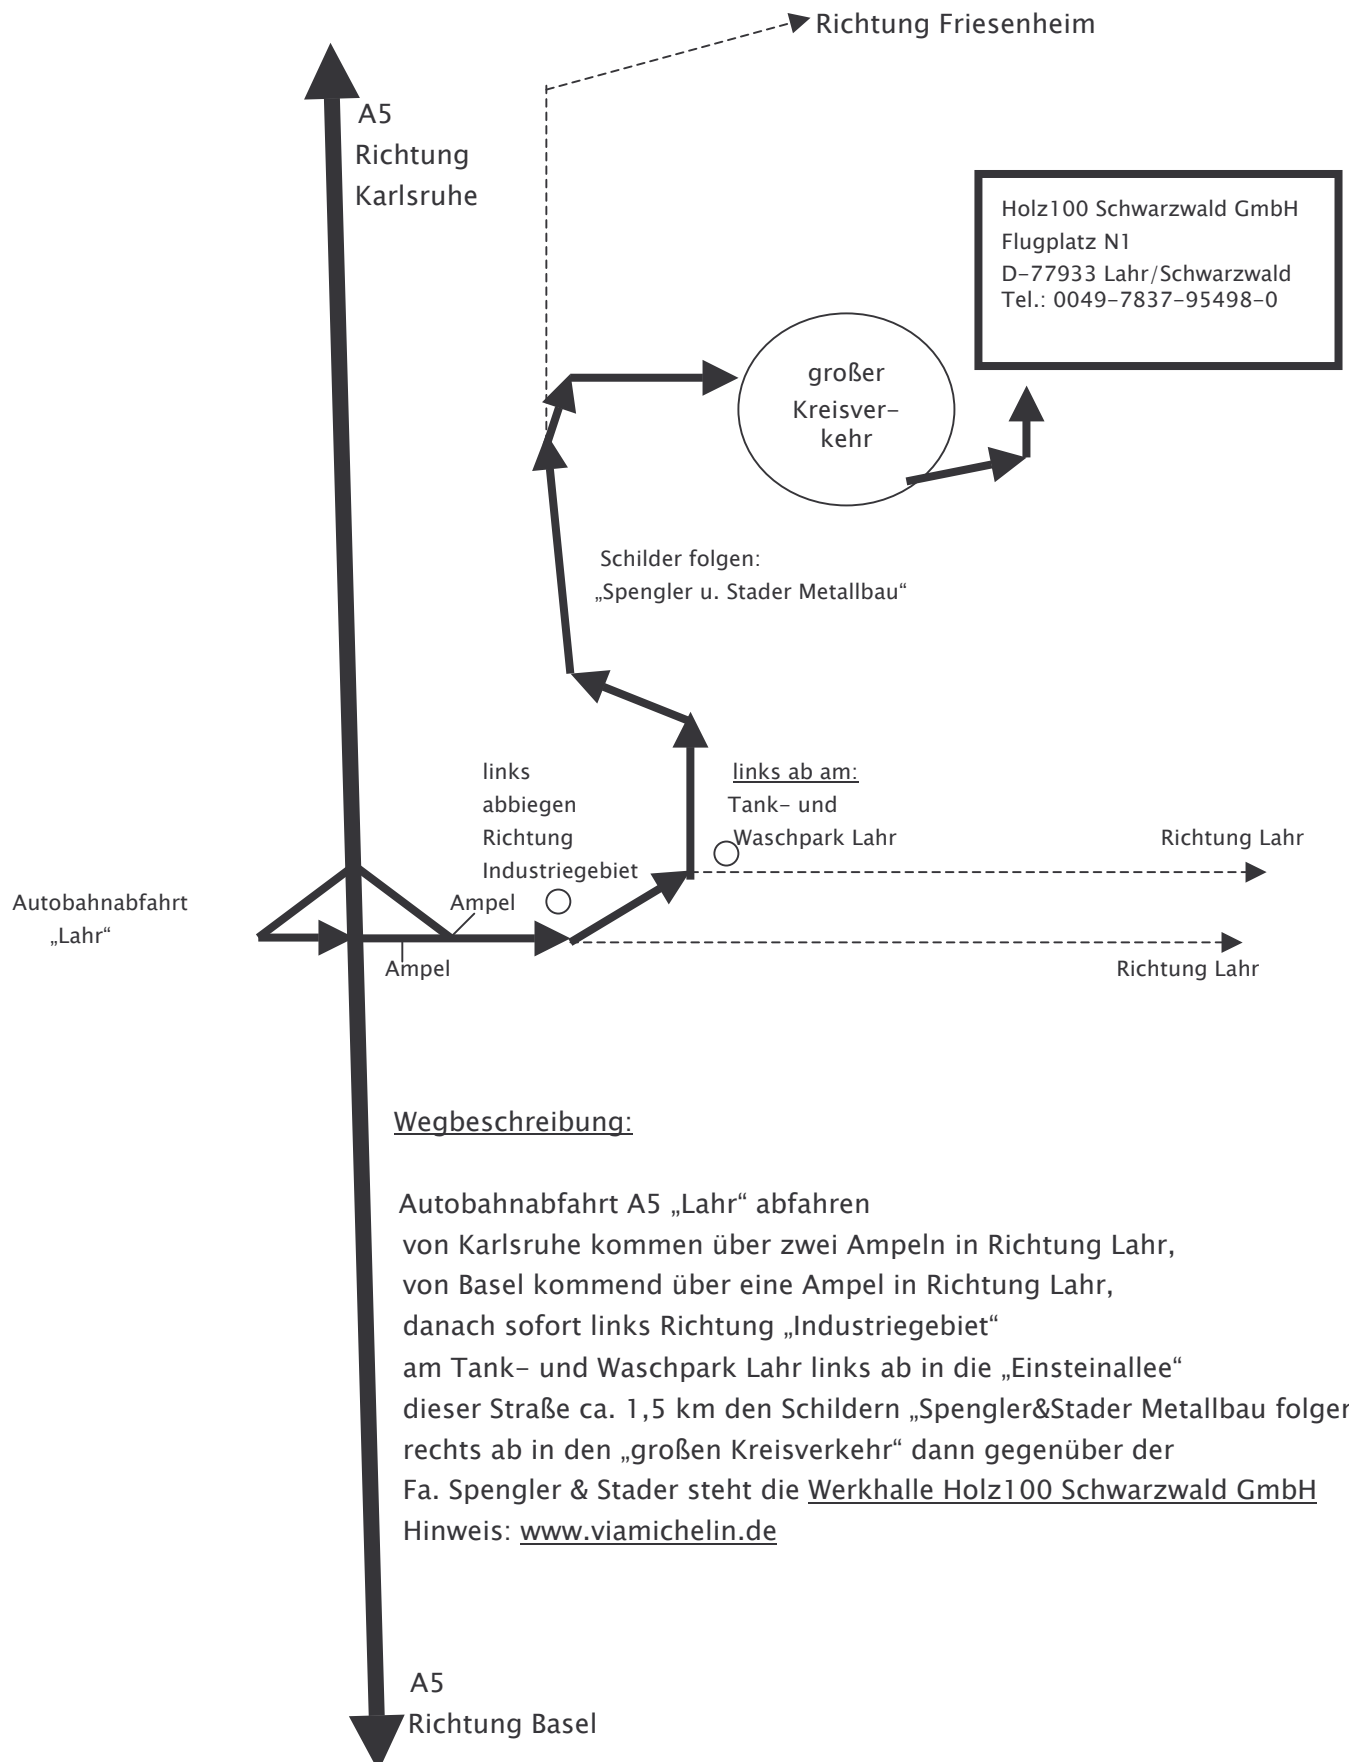 Richtung Friesenheim
A5
Richtung
Karlsruhe
Holz100 Schwarzwald GmbH
Flugplatz N1
D-77933 Lahr/Schwarzwald
Tel.: 0049-7837-95498-0
großer
Kreisver-
kehr
Schilder folgen:
„Spengler u. Stader Metallbau“
links
abbiegen
Richtung
Industriegebiet
links ab am:
Tank- und
Waschpark Lahr
Richtung Lahr
Autobahnabfahrt
„Lahr“
Ampel
Ampel
Richtung Lahr
Wegbeschreibung:
Autobahnabfahrt A5 „Lahr“ abfahren
von Karlsruhe kommen über zwei Ampeln in Richtung Lahr,
von Basel kommend über eine Ampel in Richtung Lahr,
danach sofort links Richtung „Industriegebiet“
am Tank- und Waschpark Lahr links ab in die „Einsteinallee“
dieser Straße ca. 1,5 km den Schildern „Spengler&Stader Metallbau folgen
rechts ab in den „großen Kreisverkehr“ dann gegenüber der
Fa. Spengler & Stader steht die Werkhalle Holz100 Schwarzwald GmbH
Hinweis: www.viamichelin.de
A5
Richtung Basel